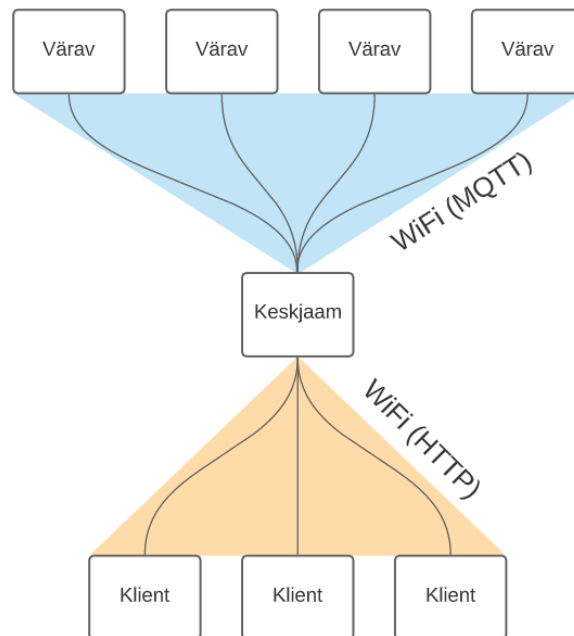 Värav
Värav
Värav
Värav
WiFi (MQTT)
Keskjaam
WiFi (HTTP)
Klient
Klient
Klient